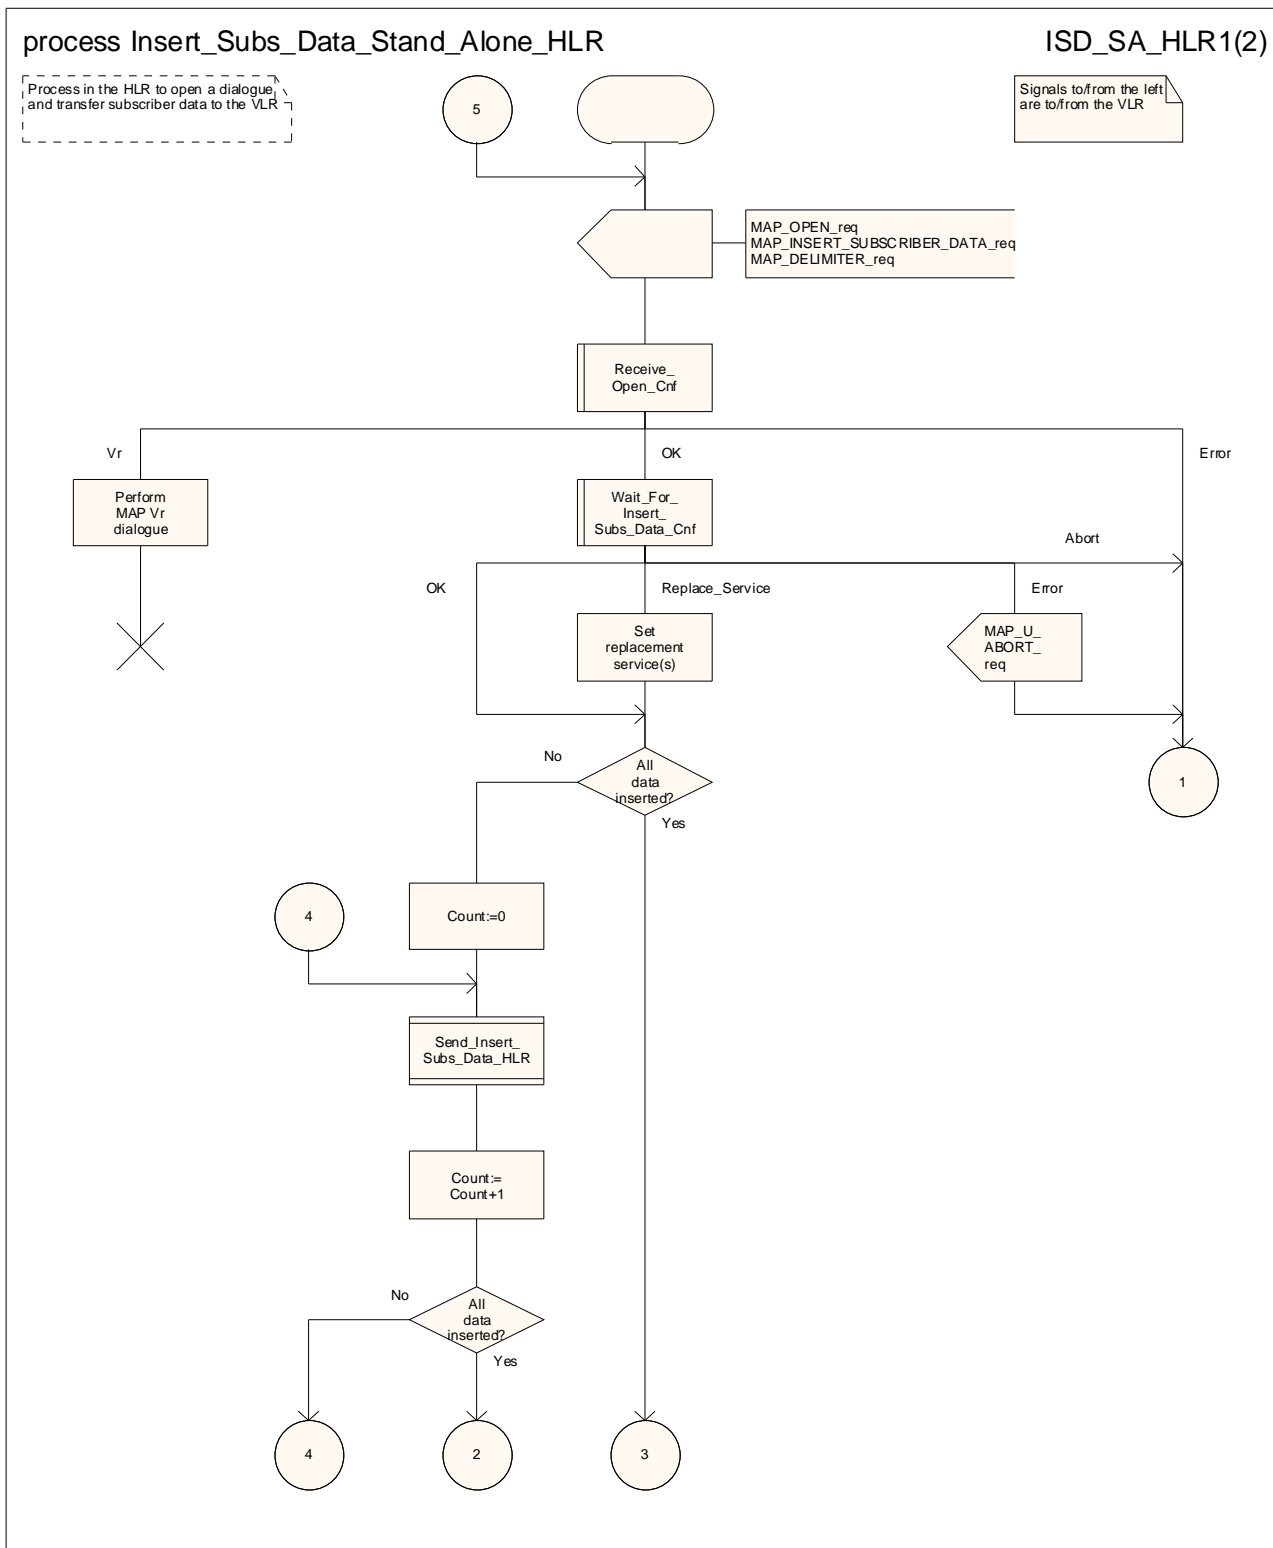 process Insert_Subs_Data_Stand_Alone_HLR
ISD_SA_HLR1(2)
Process in the HLR to open a dialogue
and transfer subscriber data to the VLR
5
Signals to/from the left
are to/from the VLR
MAP_OPEN_req
MAP_INSERT_SUBSCRIBER_DATA_req
MAP_DELIMITER_req
Receive_
Open_Cnf
Vr
OK
Error
Perform
MAP Vr
dialogue
Wait_For_
Insert_
Subs_Data_Cnf
Abort
OK
Replace_Service
Error
Set
replacement
service(s)
MAP_U_
ABORT_
req
No
All
data
inserted?
Yes
1
4
Count:=0
Send_Insert_
Subs_Data_HLR
Count:=
Count+1
No
All
data
inserted?
Yes
4
2
3